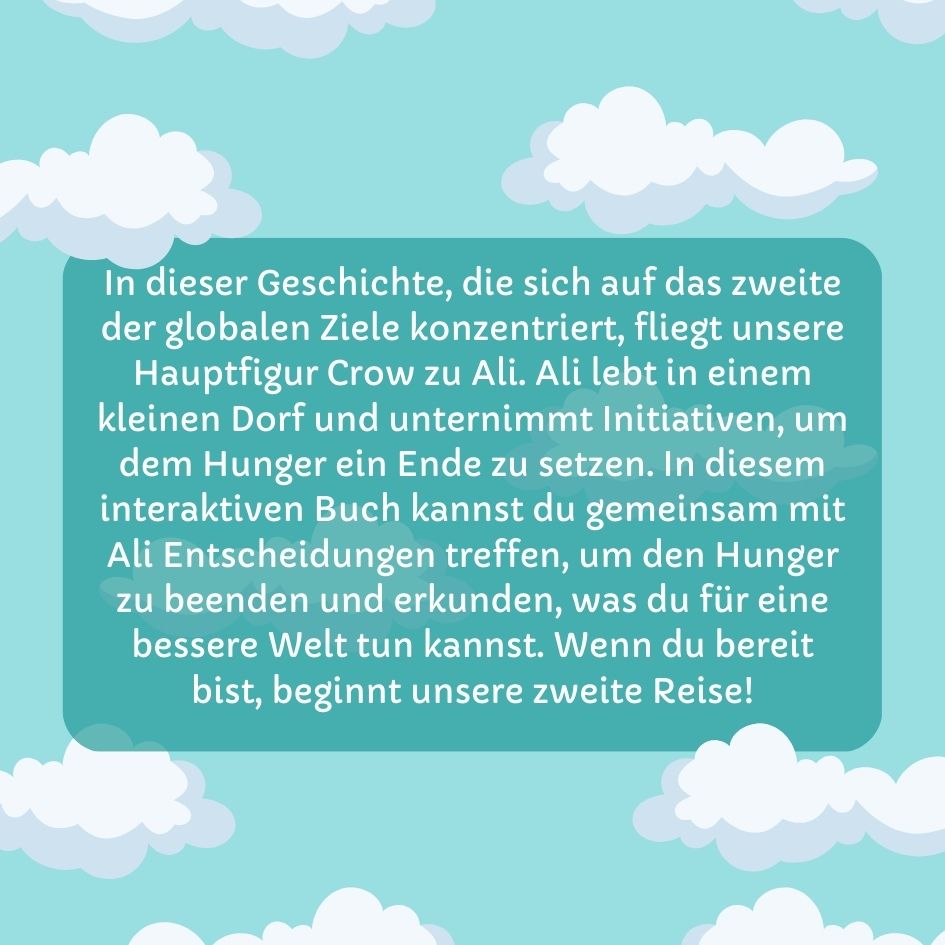 In dieser Geschichte, die sich auf das zweite
der globalen Ziele konzentriert, fliegt unsere
Hauptfigur Crow zu Ali. Ali lebt in einem
kleinen Dorf und unternimmt Initiativen, um
dem Hunger ein Ende zu setzen. In diesem
interaktiven Buch kannst du gemeinsam mit
Ali Entscheidungen treffen, um den Hunger
zu beenden und erkunden, was du für eine
bessere Welt tun kannst. Wenn du bereit
bist, beginnt unsere zweite Reise!